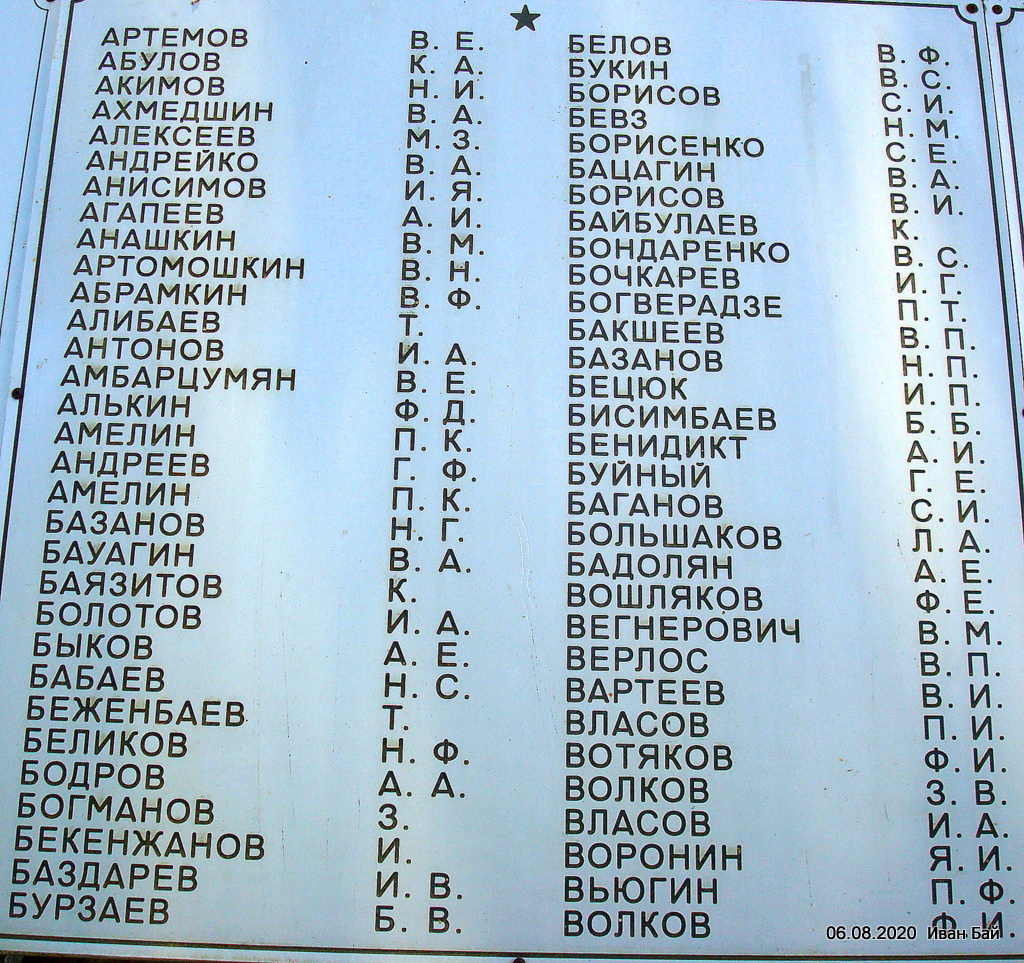 АРТЕМОВ В. Е.
АБУЛОВ К. А.
АКИМОВ Н. И.
АХМЕДШИН В. А.
АЛЕКСЕЕВ М. З.
АНДРЕЙКО В. А.
АНИСИМОВ И. Я.
АГАПЕЕВ А. И.
АНАШКИН В. М.
АРТОМОШКИН В. Н.
АБРАМКИН В. Ф.
АЛИБАЕВ Т.
АНТОНОВ И. А.
АМБАРЦУМЯН В. Е.
АЛЬКИН Ф. Д.
АМЕЛИН П. К.
АНДРЕЕВ Г. Ф.
АМЕЛИН П. К.
БАЗАНОВ Н. Г.
БАУАГИН В. А.
БАЯЗИТОВ К.
БОЛОТОВ И. А.
БЫКОВ А. Е.
БАБАЕВ Н. С.
БЕЖЕНБАЕВ Т.
БЕЛИКОВ Н. Ф.
БОДРОВ А. А.
БОГМАНОВ З.
БЕКЕНЖАНОВ И.
БАЗДАРЕВ И. В.
БУРЗАЕВ Б. В.
БЕЛОВ В. Ф.
БУКИН В. С.
БОРИСОВ С. И.
БЕВЗ Н. М.
БОРИСЕНКО С. Е.
БАЦАГИН В. А.
БОРИСОВ В. И.
БАЙБУЛАЕВ К.
БОНДАРЕНКО В. С.
БОЧКАРЕВ И. Г.
БОГВЕРАДЗЕ П. Т.
БАКШЕЕВ В. П.
БАЗАНОВ Н. П.
БЕЦЮК И. П.
БИСИМБАЕВ Б. Б.
БЕНИДИКТ А. И.
БУЙНЫЙ Г. Е.
БАГАНОВ С. И.
БОЛЬШАКОВ Л. А.
БАДОЛЯН А. Е.
ВОШЛЯКОВ Ф. Е.
ВЕГНЕРОВИЧ В. М.
ВЕРЛОС В. П.
ВАРТЕЕВ В. И.
ВЛАСОВ П. И.
ВОТЯКОВ Ф. И.
ВОЛКОВ З. В.
ВЛАСОВ И. А.
ВОРОНИН Я. И.
ВЬЮГИН П. Ф.
ВОЛКОВ Ф. И.
06.08.2020 Иван Бай